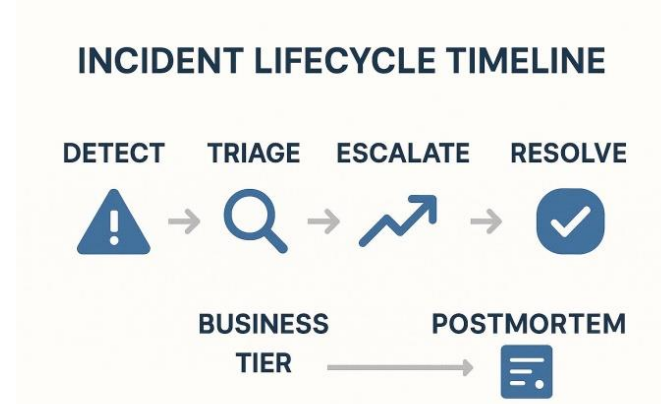 INCIDENT LIFECYCLE TIMELINE
DETECT TRIAGE ESCALATE RESOLVE
BUSINESS TIER
POSTMORTEM